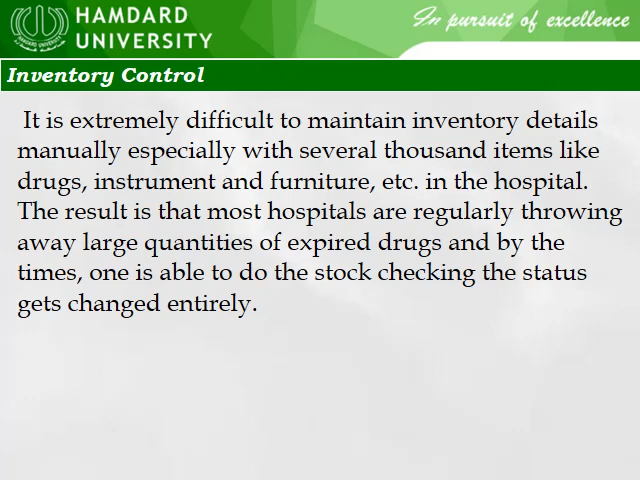 HAMDARD
UNIVERSITY
In pursuit of excellence
Inventory Control
It is extremely difficult to maintain inventory details
manually especially with several thousand items like
drugs, instrument and furniture, etc. in the hospital.
The result is that most hospitals are regularly throwing
away large quantities of expired drugs and by the
times, one is able to do the stock checking the status
gets changed entirely.